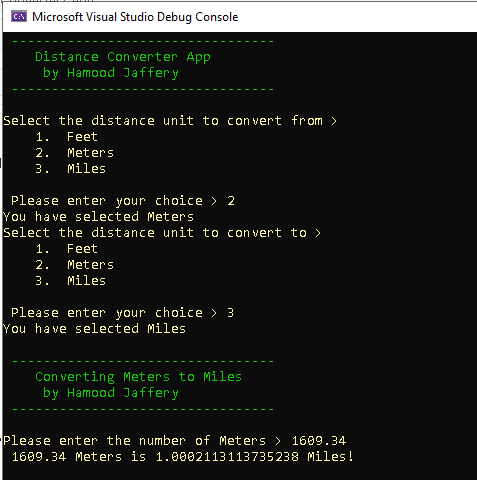 Microsoft Visual Studio Debug Console
---------------------------------
Distance Converter App
by Hamood Jaffery
---------------------------------
Select the distance unit to convert from >
1. Feet
2. Meters
3. Miles
Please enter your choice > 2
You have selected Meters
Select the distance unit to convert to >
1. Feet
2. Meters
3. Miles
Please enter your choice > 3
You have selected Miles
---------------------------------
Converting Meters to Miles
by Hamood Jaffery
---------------------------------
Please enter the number of Meters > 1609.34
1609.34 Meters is 1.0002113113735238 Miles!